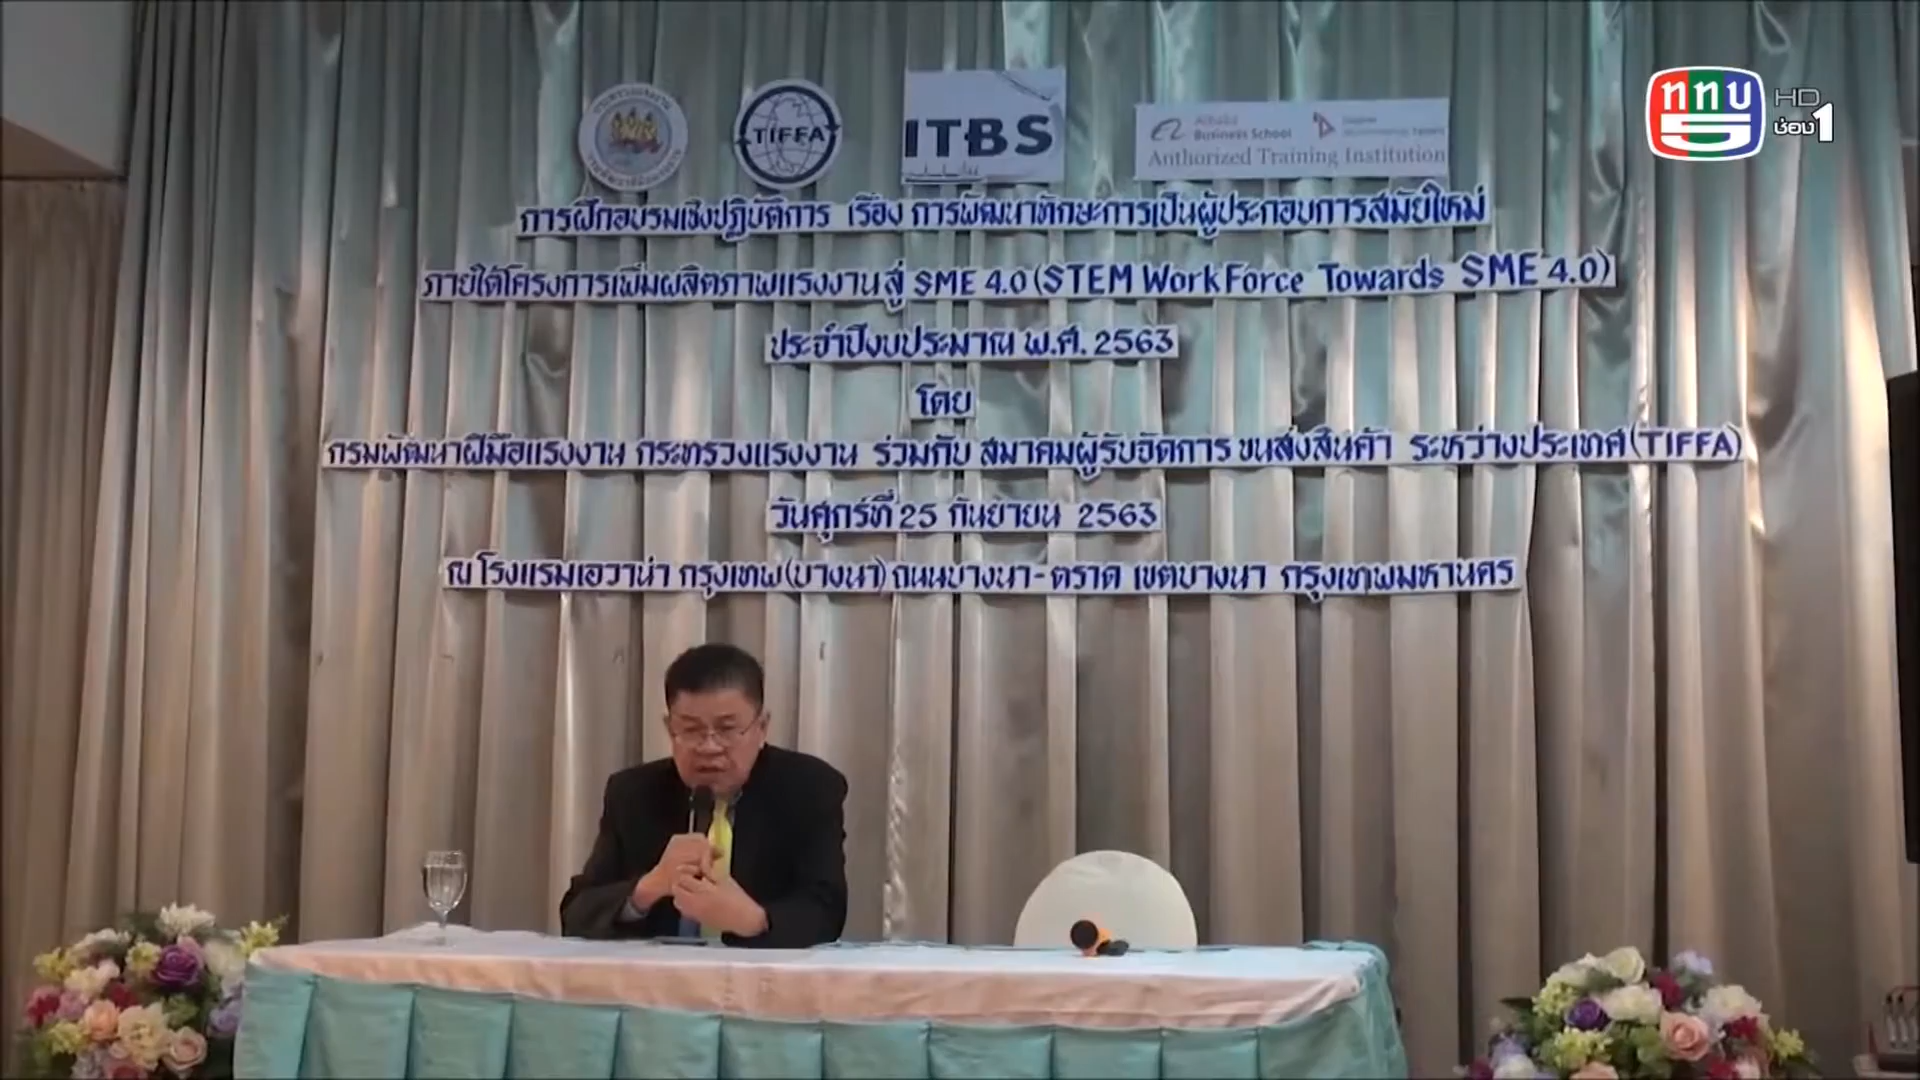 ททบ 5 HD ช่อง 1
TIFFA
ITBS
Alibaba
Business School
Anthorized Training Institution
การฝึกอบรมเชิงปฏิบัติการ เรื่อง การพัฒนาทักษะการเป็นผู้ประกอบการสมัยใหม่
ภายใต้โครงการเพิ่มผลิตภาพแรงงานสู่ SME 4.0 (STEM WorkForce Towards SME 4.0)
ประจำปีงบประมาณ พ.ศ. 2563
โดย
กรมพัฒนาฝีมือแรงงาน กระทรวงแรงงาน ร่วมกับ สมาคมผู้รับจัดการ ขนส่งสินค้า ระหว่างประเทศ (TIFFA)
วันศุกร์ที่ 25 กันยายน 2563
ณ โรงแรมเอวาน่า กรุงเทพ (บางนา) ถนนบางนา-ตราด เขตบางนา กรุงเทพมหานคร